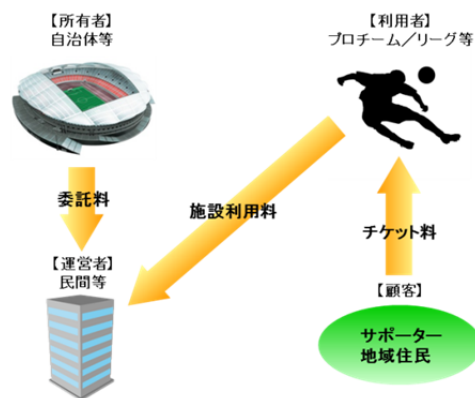 【所有者】
自治体等
【利用者】
プロチーム／リーグ等
委託料
施設利用料
チケット料
【運営者】
民間等
【顧客】
サポーター
地域住民